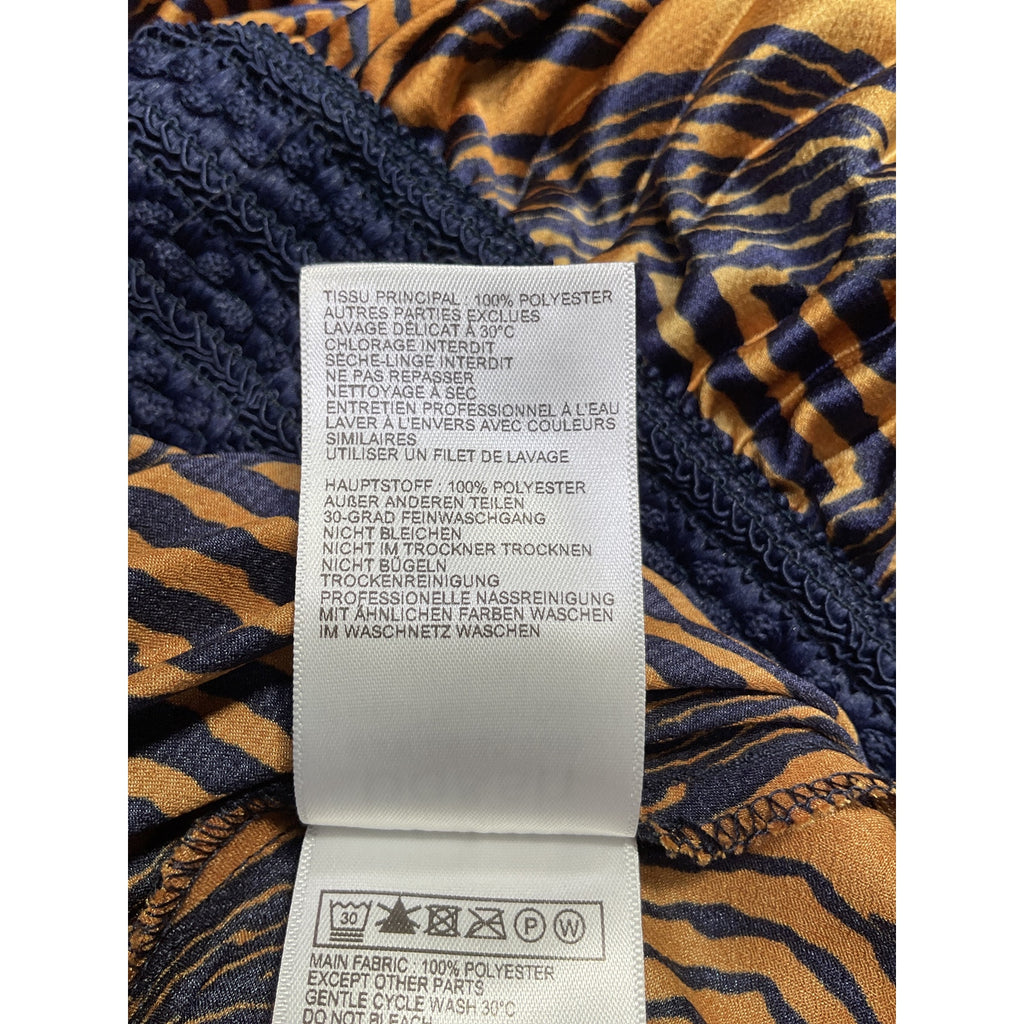 TISSU PRINCIPAL : 100% POLYESTER
AUTRES PARTIES EXCLUES
LAVAGE DÉLICAT À 30°C
CHLORAGE INTERDIT
SÈCHE-LINGE INTERDIT
NE PAS REPASSER
NETTOYAGE À SEC
ENTRETIEN PROFESSIONNEL À L'EAU
LAVER À L'ENVERS AVEC COULEURS
SIMILAIRES
UTILISER UN FILET DE LAVAGE
HAUPTSTOFF : 100% POLYESTER
AUßER ANDEREN TEILEN
30-GRAD FEINWASCHGANG
NICHT BLEICHEN
NICHT IM TROCKNER TROCKNEN
NICHT BÜGELN
TROCKENREINIGUNG
PROFESSIONELLE NASSREINIGUNG
MIT ÄHNLICHEN FARBEN WASCHEN
IM WASCHNETZ WASCHEN
30 P W
MAIN FABRIC : 100% POLYESTER
EXCEPT OTHER PARTS
GENTLE CYCLE WASH 30°C
DO NOT BLEACH